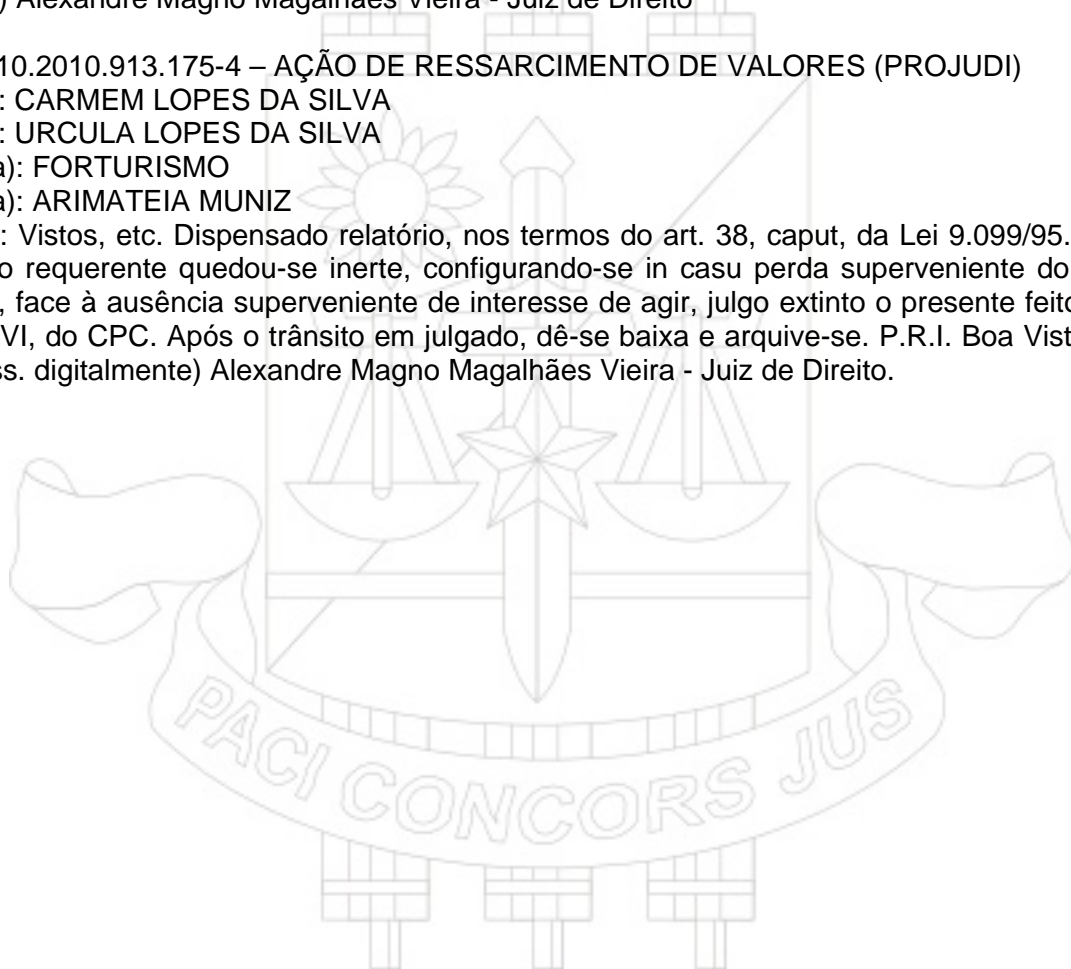 ) Alexandre Magno Magalhães Vieira - Juiz de Direito
10.2010.913.175-4 – AÇÃO DE RESSARCIMENTO DE VALORES (PROJUDI)
: CARMEM LOPES DA SILVA
: URCULA LOPES DA SILVA
a): FORTURISMO
a): ARIMATEIA MUNIZ
: Vistos, etc. Dispensado relatório, nos termos do art. 38, caput, da Lei 9.099/95.
o requerente quedou-se inerte, configurando-se in casu perda superveniente do
, face à ausência superveniente de interesse de agir, julgo extinto o presente feito
VI, do CPC. Após o trânsito em julgado, dê-se baixa e arquive-se. P.R.I. Boa Vist
ss. digitalmente) Alexandre Magno Magalhães Vieira - Juiz de Direito.
PACI CONCORS JUS